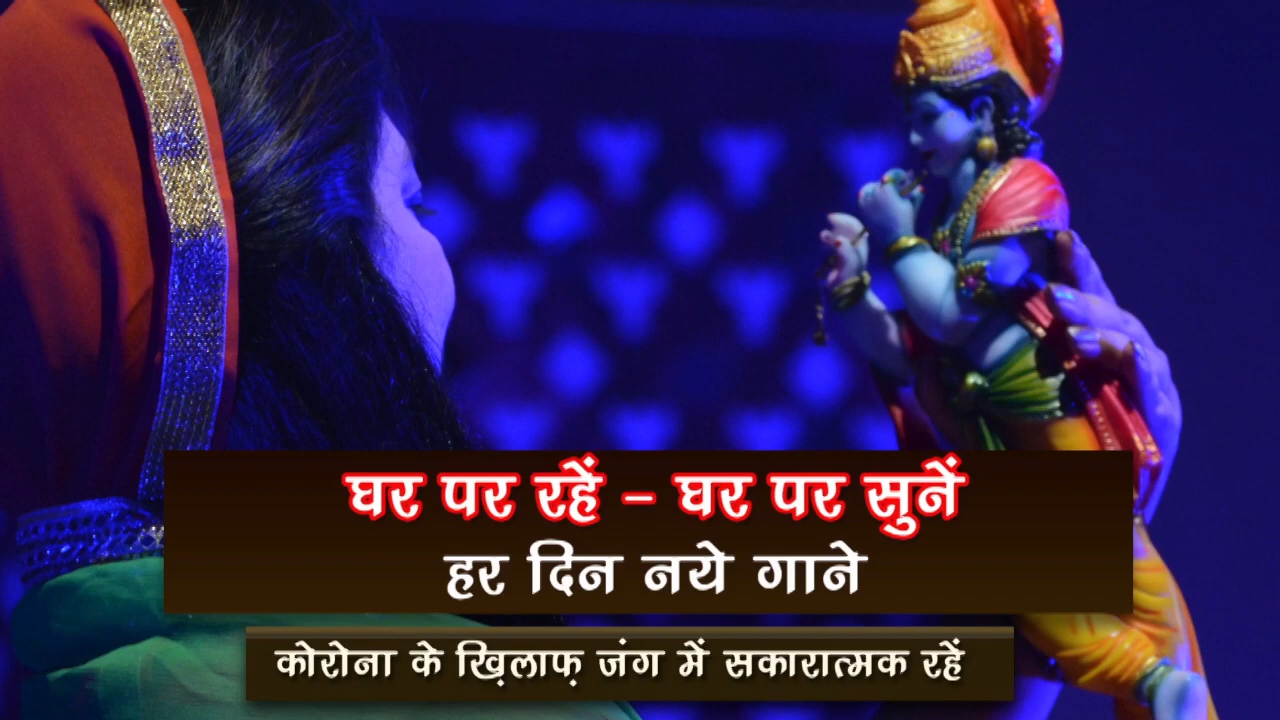 घर पर रहें – घर पर सुनें
हर दिन नये गाने
कोरोना के ख़िलाफ़ जंग में सकारात्मक रहें